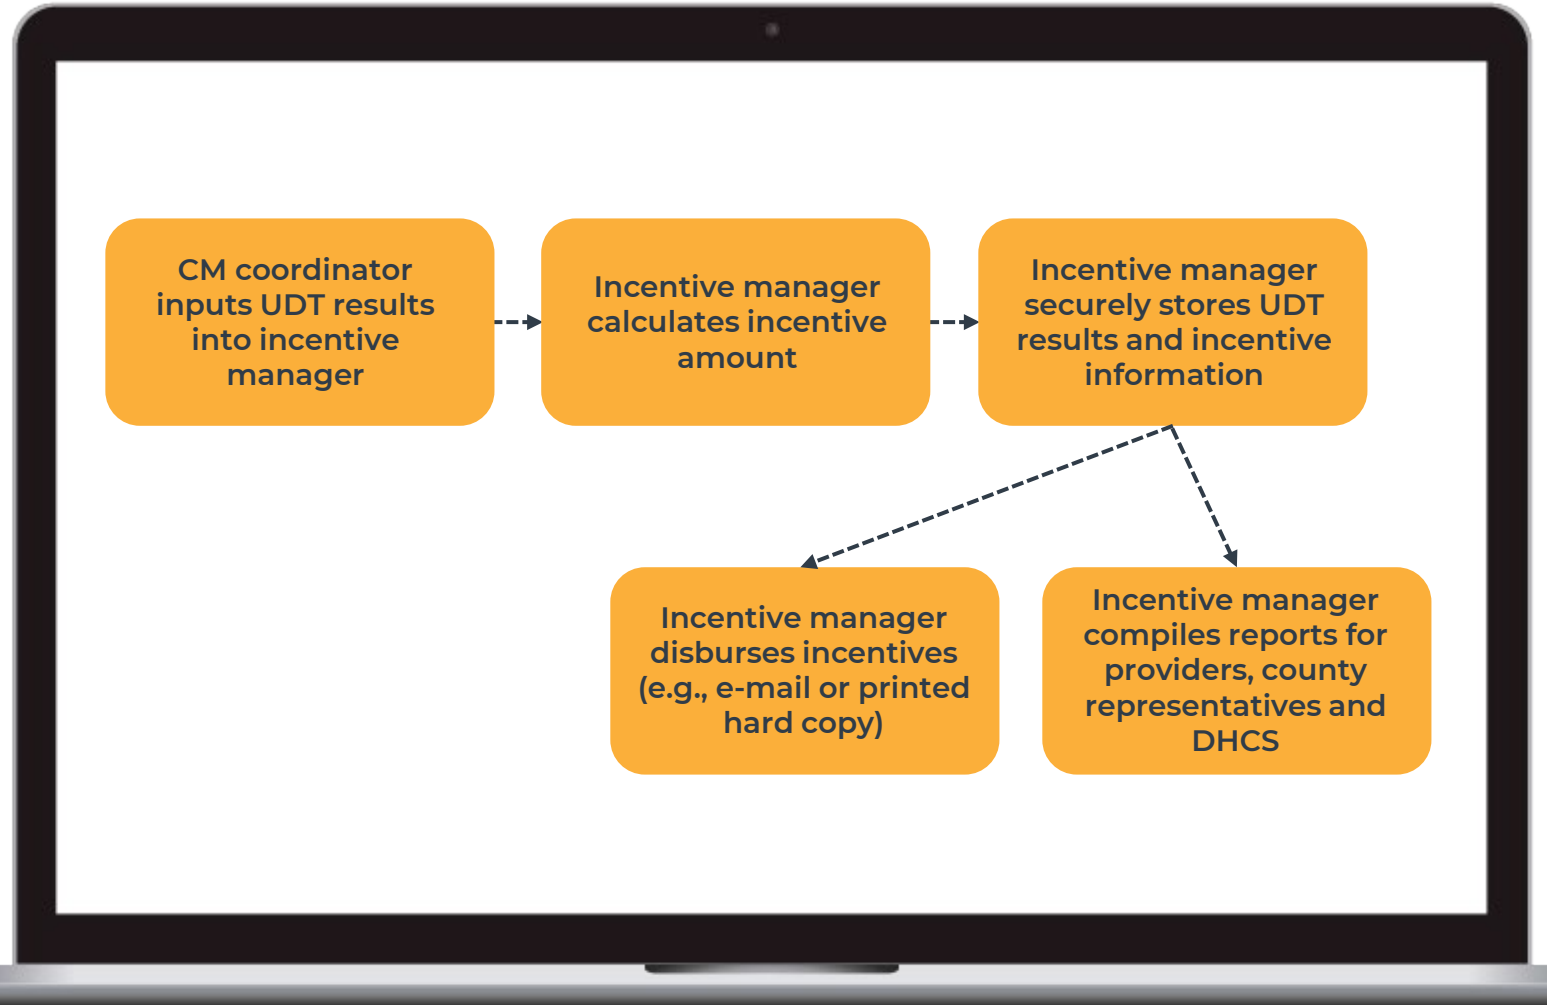 CM coordinator
inputs UDT results
into incentive
manager
Incentive manager
calculates incentive
amount
Incentive manager
securely stores UDT
results and incentive
information
Incentive manager
disburses incentives
(e.g., e-mail or printed
hard copy)
Incentive manager
compiles reports for
providers, county
representatives and
DHCS